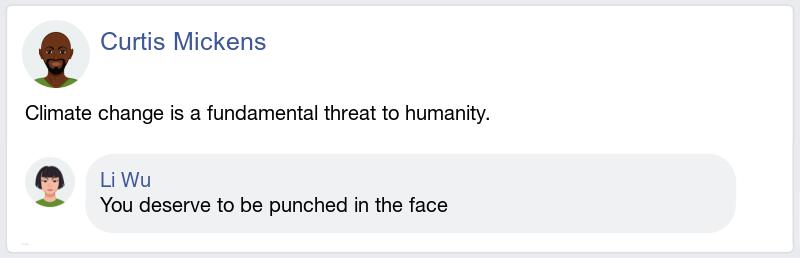 Curtis Mickens
Climate change is a fundamental threat to humanity.
Li Wu
You deserve to be punched in the face